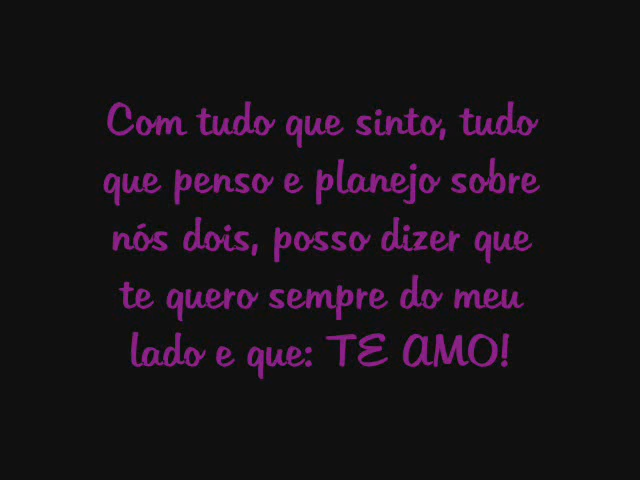 Com tudo que sinto, tudo
que penso e planejo sobre
nós dois, posso dizer que
te quero sempre do meu
lado e que: TE AMO!